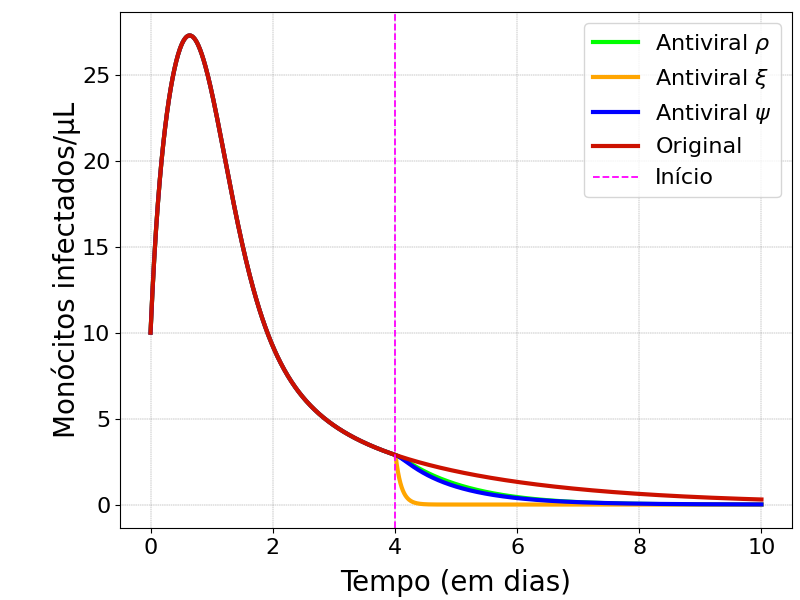 Monócitos infectados/μL
25
20
15
10
5
0
Antiviral ρ
Antiviral ξ
Antiviral ψ
Original
Início
0 2 4 6 8 10
Tempo (em dias)